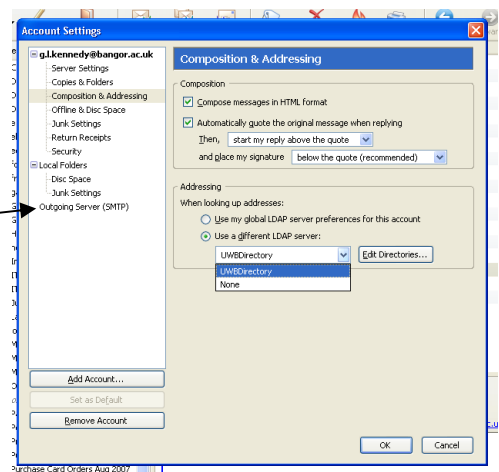 Account Settings
g.l.kennedy@bangor.ac.uk
Server Settings
Copies & Folders
Composition & Addressing
Offline & Disc Space
Junk Settings
Return Receipts
Security
Local Folders
Disc Space
Junk Settings
Outgoing Server (SMTP)
Add Account...
Set as Default
Remove Account
Composition & Addressing
Composition
Compose messages in HTML format
Automatically quote the original message when replying
Then, start my reply above the quote
and place my signature below the quote (recommended)
Addressing
When looking up addresses:
Use my global LDAP server preferences for this account
Use a different LDAP server:
UWBDirectory Edit Directories...
UWBDirectory
None
OK Cancel
Purchase Card Orders Aug 2007